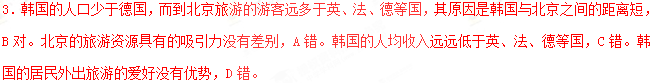 3．韩国的人口少于德国，而到北京旅游的游客远多于英、法、德等国，其原因是韩国与北京之间的距离短，
B 对。北京的旅游资源具有的吸引力没有差别，A 错。韩国的人均收入远远低于英、法、德等国，C 错。韩
国的居民外出旅游的爱好没有优势，D 错。